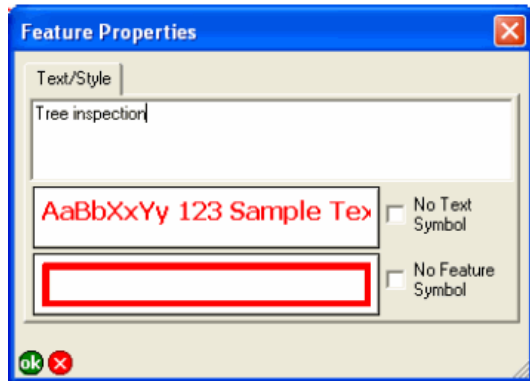 Feature Properties
Text/Style
Tree inspection
AaBbXxYy 123 Sample Tex
No Text
Symbol
No Feature
Symbol
ok